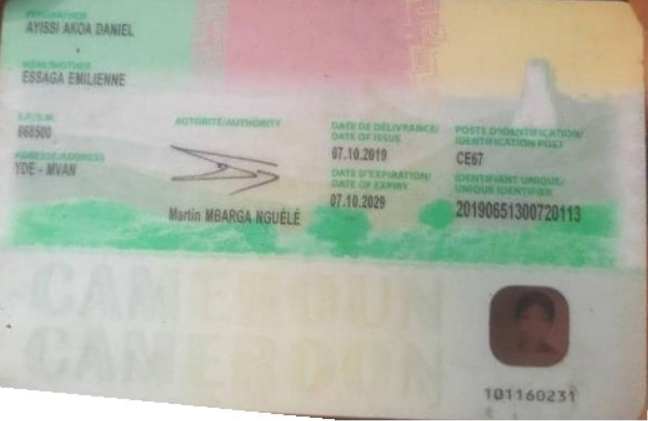 PÈRE/FATHER
AYISSI AKOA DANIEL
MÈRE/MOTHER
ESSAGA EMILIENNE
S.P./S.M.
668500
ADRESSE/ADDRESS
YDE - MVAN
AUTORITÉ/AUTHORITY
Martin MBARGA NGUÉLÉ
DATE DE DÉLIVRANCE/
DATE OF ISSUE
07.10.2019
DATE D'EXPIRATION/
DATE OF EXPIRY
07.10.2029
POSTE D'IDENTIFICATION/
IDENTIFICATION POST
CE67
IDENTIFIANT UNIQUE/
UNIQUE IDENTIFIER
20190651300720113
CAMEROUN
CAMEROON
101160231